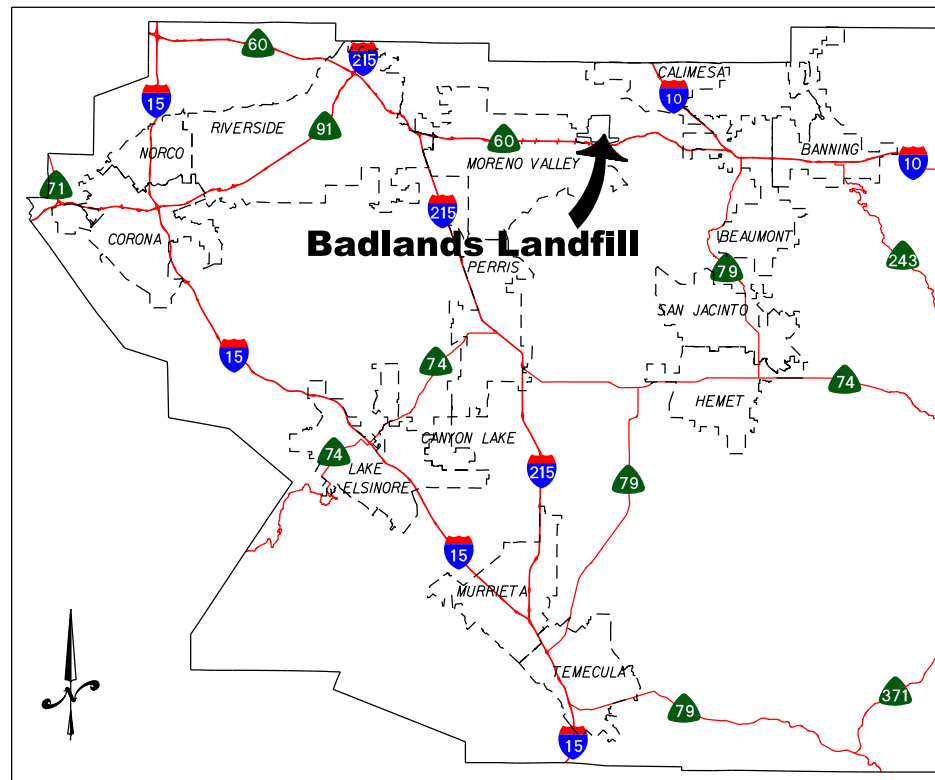 60
215
CALIMESA
15
10
RIVERSIDE
91
60
NORCO
MORENO VALLEY
BANNING
10
71
215
CORONA
BEAUMONT
Badlands Landfill
243
PERRIS
79
SAN JACINTO
15
74
74
HEMET
CANYON LAKE
74
LAKE
ELSINORE
215
79
15
MURRIETA
TEMECULA
371
79
15